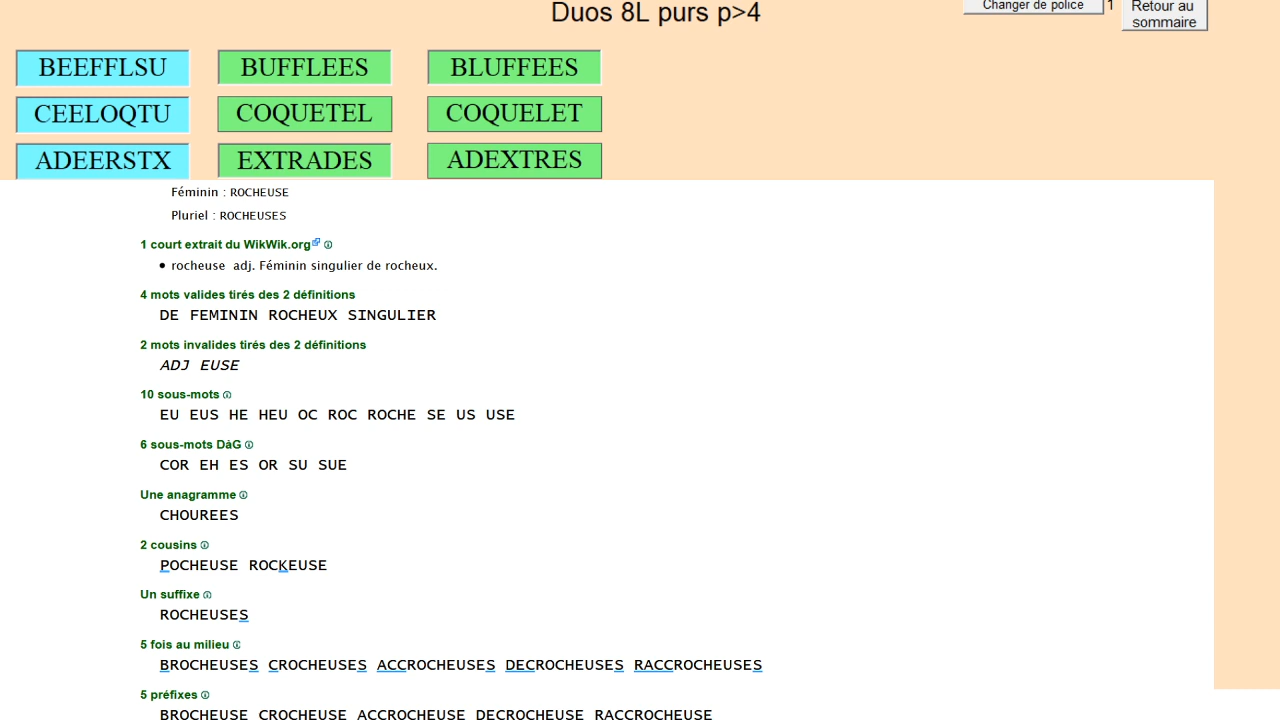 Duos 8L purs p>4
Changer de police 1 Retour au sommaire
BEEFFLSU BUFFLEES BLUFFEES
CEELOQTU COQUETEL COQUELET
ADEERSTX EXTRADES ADEXTRES
Féminin : ROCHEUSE
Pluriel : ROCHEUSES
1 court extrait du WikWik.org
• rocheuse adj. Féminin singulier de rocheux.
4 mots valides tirés des 2 définitions
DE FEMININ ROCHEUX SINGULIER
2 mots invalides tirés des 2 définitions
ADJ EUSE
10 sous-mots
EU EUS HE HEU OC ROC ROCHE SE US USE
6 sous-mots DàG
COR EH ES OR SU SUE
Une anagramme
CHOUREES
2 cousins
POCHEUSE ROCKEUSE
Un suffixe
ROCHEUSES
5 fois au milieu
BROCHEUSES CROCHEUSES ACCROCHEUSES DECROCHEUSES RACCROCHEUSES
5 préfixes
BROCHEUSE CROCHEUSE ACCROCHEUSE DECROCHEUSE RACCROCHEUSE